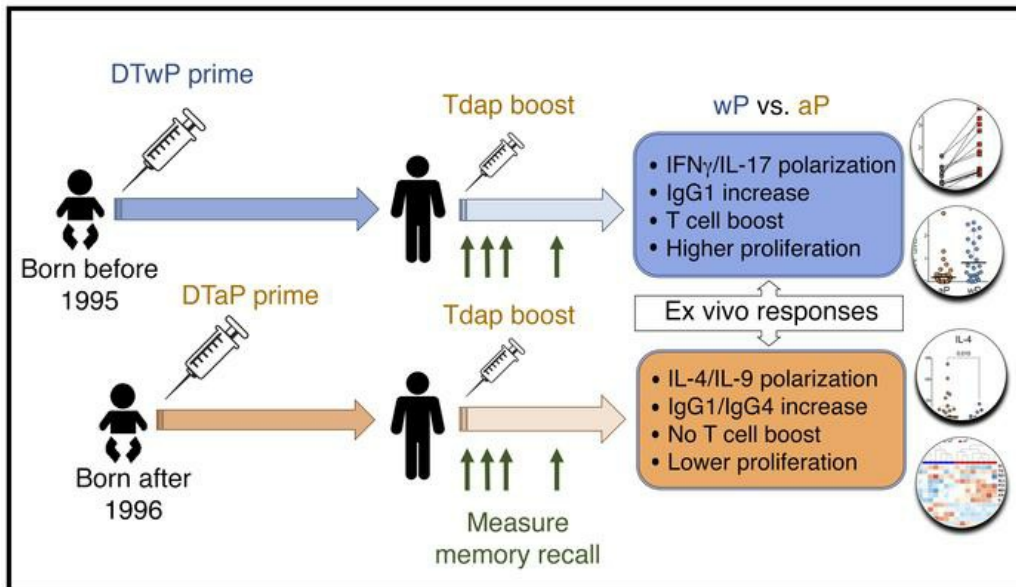 DTwP prime
Tdap boost
wP vs. aP
• IFNγ/IL-17 polarization
• IgG1 increase
• T cell boost
• Higher proliferation
Born before
1995
DTaP prime
Tdap boost
Ex vivo responses
aP wP
IL-4
• IL-4/IL-9 polarization
• IgG1/IgG4 increase
• No T cell boost
• Lower proliferation
Born after
1996
Measure
memory recall